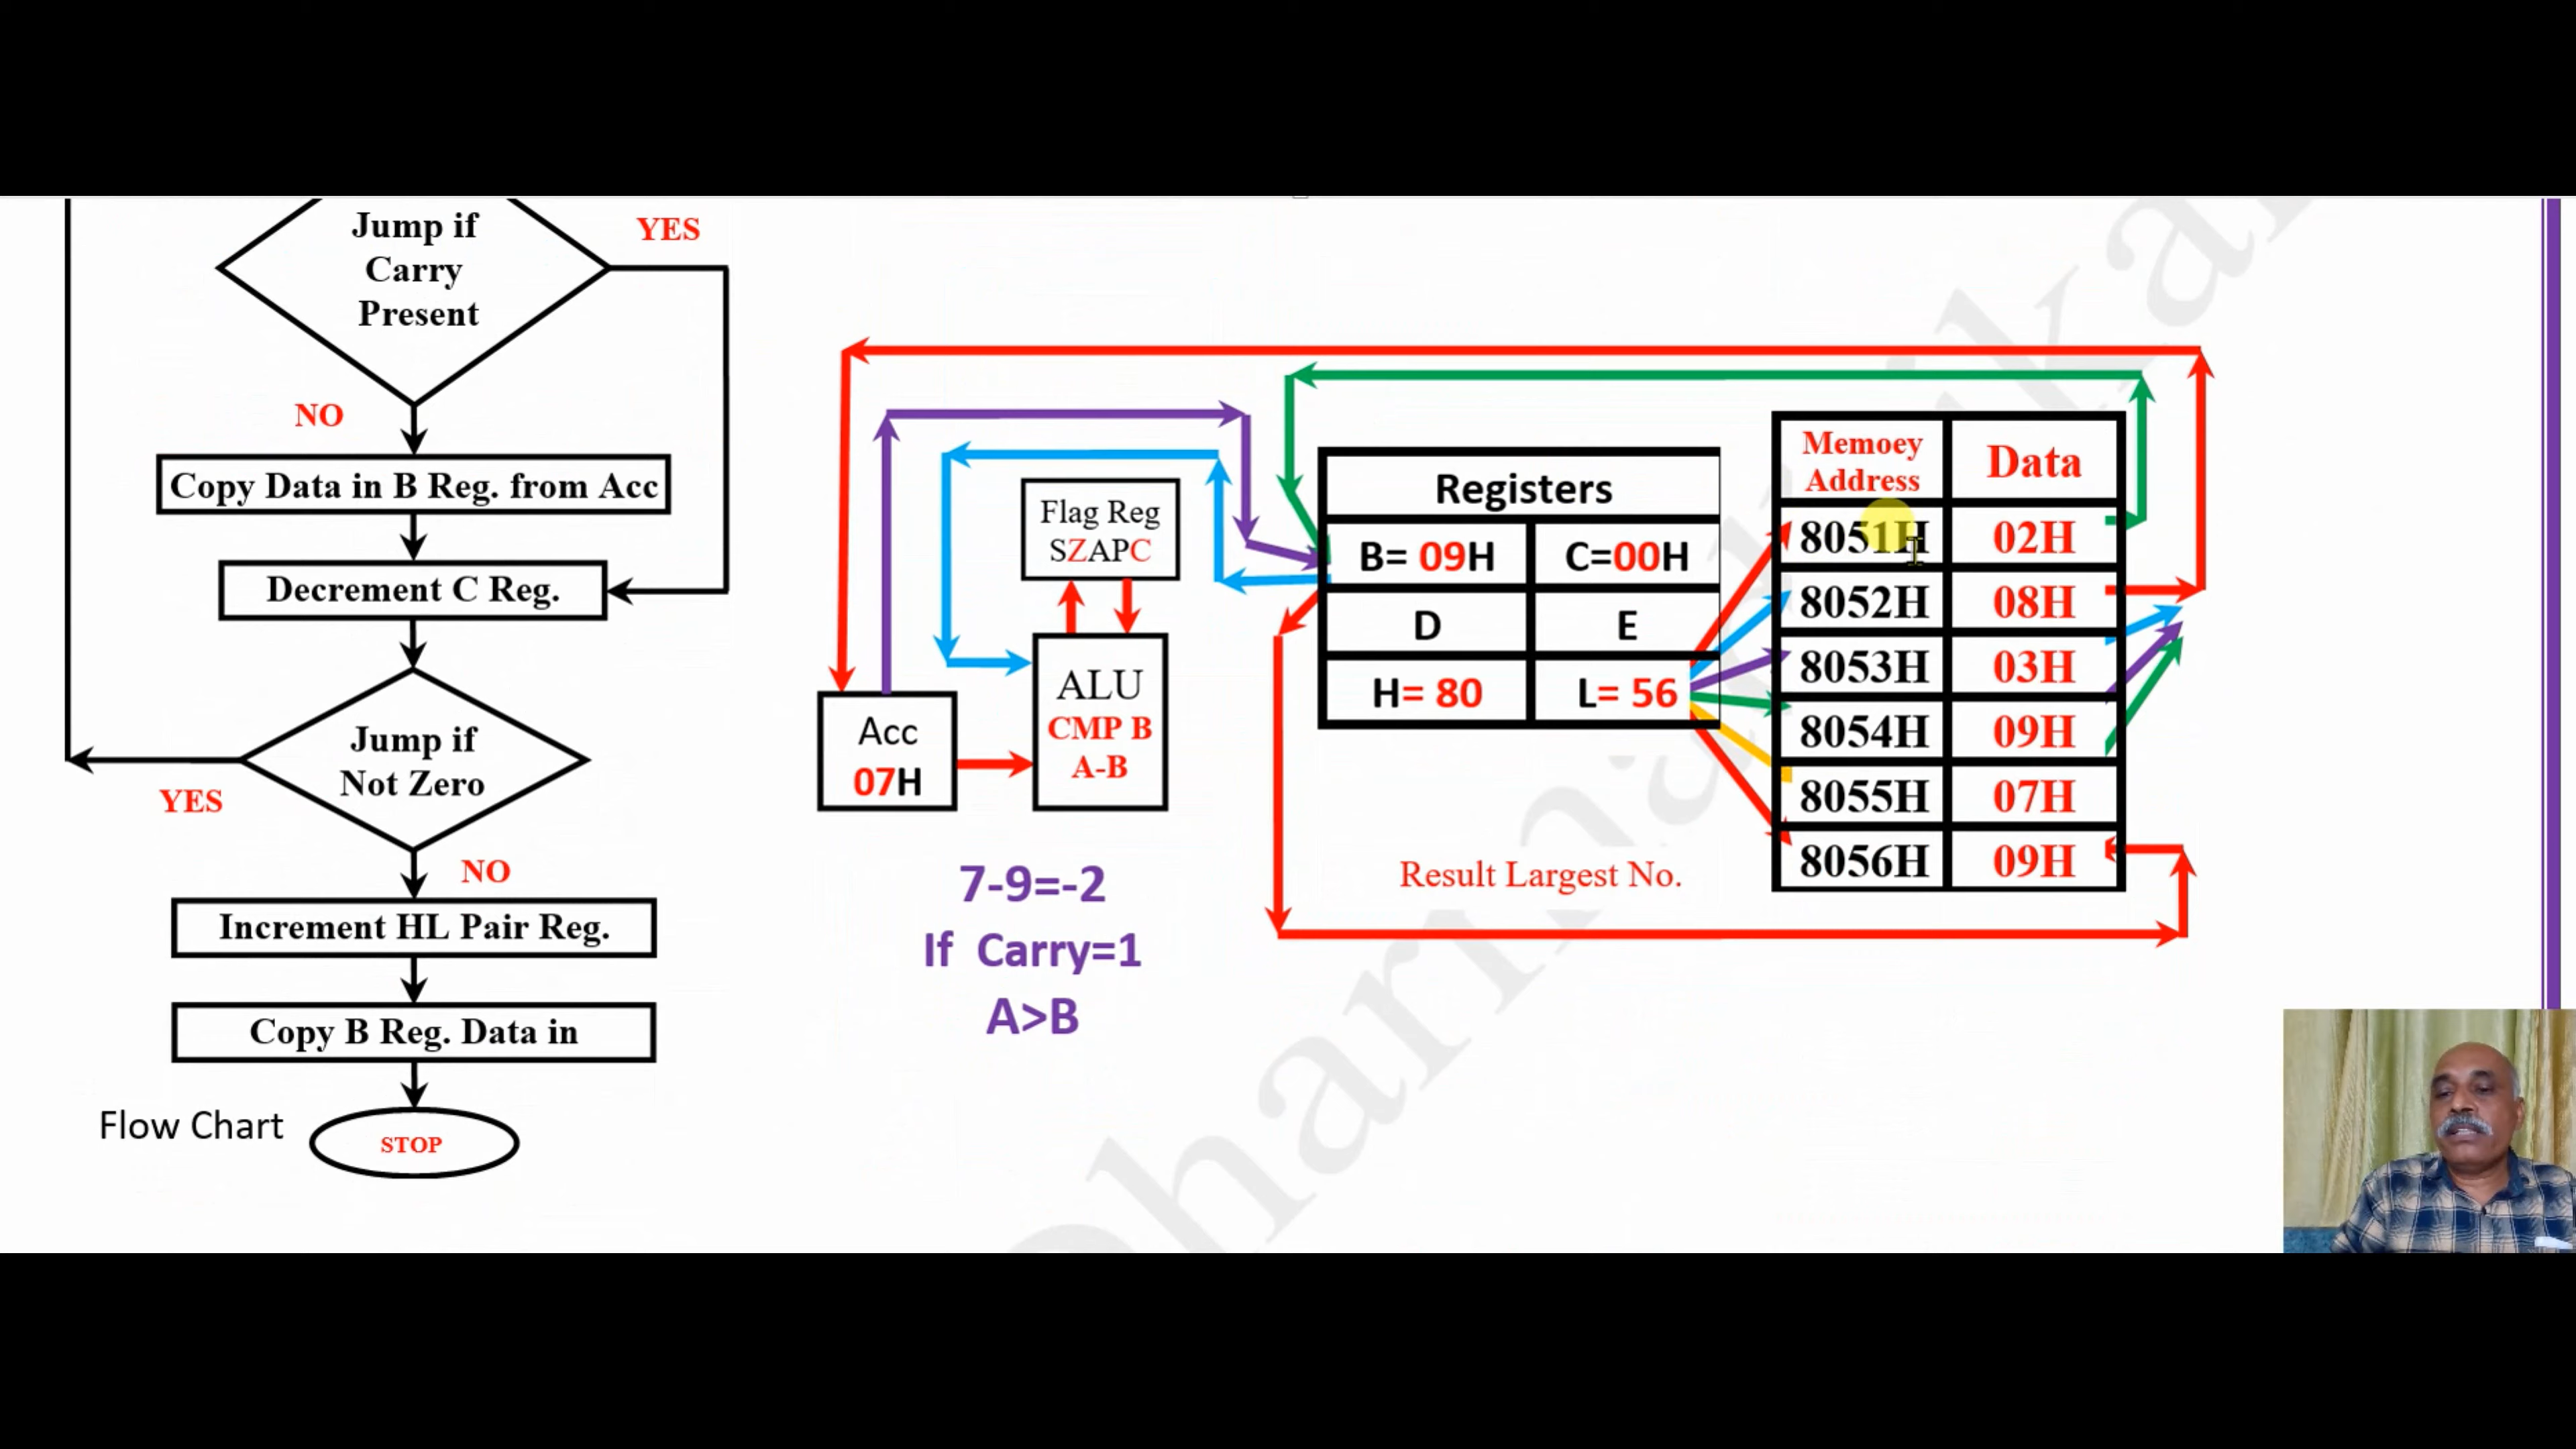 Jump if
Carry
Present
YES
NO
Copy Data in B Reg. from Acc
Decrement C Reg.
Jump if
Not Zero
YES
NO
Increment HL Pair Reg.
Copy B Reg. Data in
STOP
Flow Chart
Flag Reg
SZAPC
ALU
CMP B
A-B
Acc
07H
7-9=-2
If Carry=1
A>B
Registers
B= 09H C=00H
D E
H= 80 L= 56
Result Largest No.
Memoey
Address
Data
8051H 02H
8052H 08H
8053H 03H
8054H 09H
8055H 07H
8056H 09H